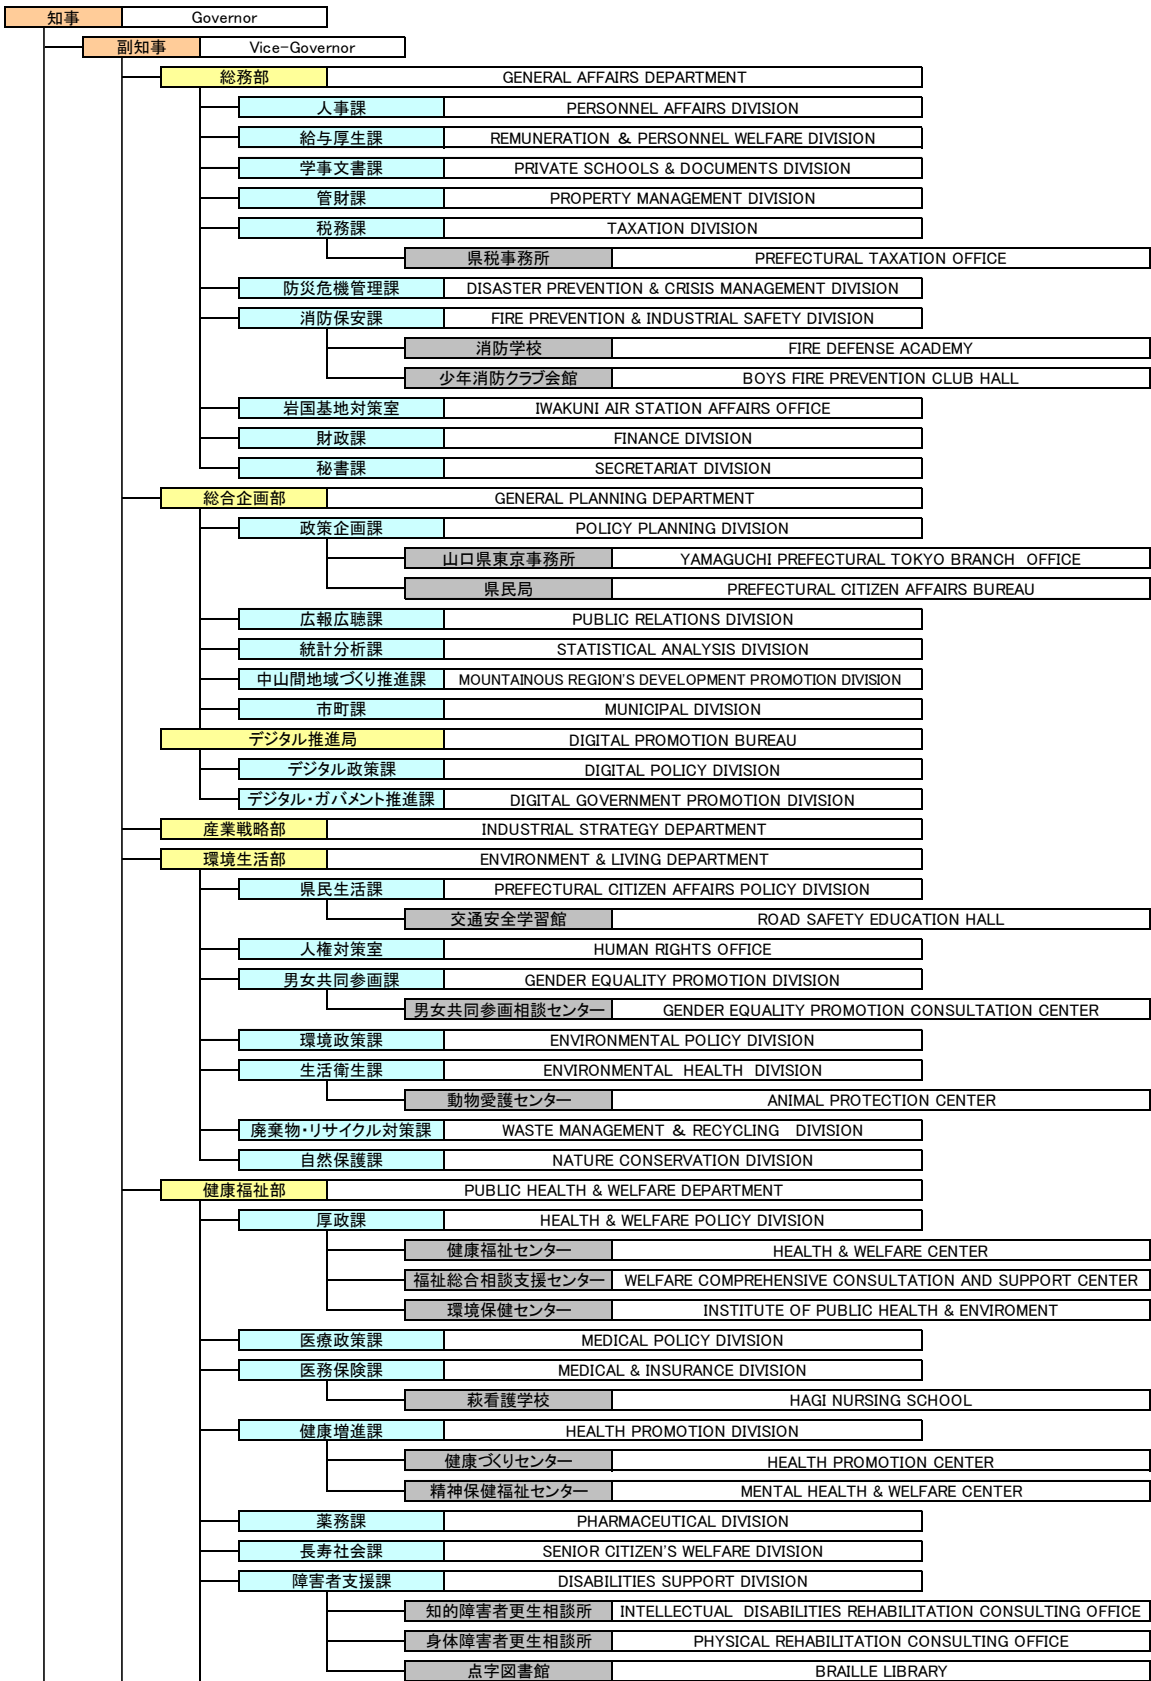 知事 Governor
副知事 Vice-Governor
総務部 GENERAL AFFAIRS DEPARTMENT
人事課 PERSONNEL AFFAIRS DIVISION
給与厚生課 REMUNERATION & PERSONNEL WELFARE DIVISION
学事文書課 PRIVATE SCHOOLS & DOCUMENTS DIVISION
管財課 PROPERTY MANAGEMENT DIVISION
税務課 TAXATION DIVISION
県税事務所 PREFECTURAL TAXATION OFFICE
防災危機管理課 DISASTER PREVENTION & CRISIS MANAGEMENT DIVISION
消防保安課 FIRE PREVENTION & INDUSTRIAL SAFETY DIVISION
消防学校 FIRE DEFENSE ACADEMY
少年消防クラブ会館 BOYS FIRE PREVENTION CLUB HALL
岩国基地対策室 IWAKUNI AIR STATION AFFAIRS OFFICE
財政課 FINANCE DIVISION
秘書課 SECRETARIAT DIVISION
総合企画部 GENERAL PLANNING DEPARTMENT
政策企画課 POLICY PLANNING DIVISION
山口県東京事務所 YAMAGUCHI PREFECTURAL TOKYO BRANCH OFFICE
県民局 PREFECTURAL CITIZEN AFFAIRS BUREAU
広報広聴課 PUBLIC RELATIONS DIVISION
統計分析課 STATISTICAL ANALYSIS DIVISION
中山間地域づくり推進課 MOUNTAINOUS REGION'S DEVELOPMENT PROMOTION DIVISION
市町課 MUNICIPAL DIVISION
デジタル推進局 DIGITAL PROMOTION BUREAU
デジタル政策課 DIGITAL POLICY DIVISION
デジタル・ガバメント推進課 DIGITAL GOVERNMENT PROMOTION DIVISION
産業戦略部 INDUSTRIAL STRATEGY DEPARTMENT
環境生活部 ENVIRONMENT & LIVING DEPARTMENT
県民生活課 PREFECTURAL CITIZEN AFFAIRS POLICY DIVISION
交通安全学習館 ROAD SAFETY EDUCATION HALL
人権対策室 HUMAN RIGHTS OFFICE
男女共同参画課 GENDER EQUALITY PROMOTION DIVISION
男女共同参画相談センター GENDER EQUALITY PROMOTION CONSULTATION CENTER
環境政策課 ENVIRONMENTAL POLICY DIVISION
生活衛生課 ENVIRONMENTAL HEALTH DIVISION
動物愛護センター ANIMAL PROTECTION CENTER
廃棄物・リサイクル対策課 WASTE MANAGEMENT & RECYCLING DIVISION
自然保護課 NATURE CONSERVATION DIVISION
健康福祉部 PUBLIC HEALTH & WELFARE DEPARTMENT
厚政課 HEALTH & WELFARE POLICY DIVISION
健康福祉センター HEALTH & WELFARE CENTER
福祉総合相談支援センター WELFARE COMPREHENSIVE CONSULTATION AND SUPPORT CENTER
環境保健センター INSTITUTE OF PUBLIC HEALTH & ENVIROMENT
医療政策課 MEDICAL POLICY DIVISION
医務保険課 MEDICAL & INSURANCE DIVISION
萩看護学校 HAGI NURSING SCHOOL
健康増進課 HEALTH PROMOTION DIVISION
健康づくりセンター HEALTH PROMOTION CENTER
精神保健福祉センター MENTAL HEALTH & WELFARE CENTER
薬務課 PHARMACEUTICAL DIVISION
長寿社会課 SENIOR CITIZEN'S WELFARE DIVISION
障害者支援課 DISABILITIES SUPPORT DIVISION
知的障害者更生相談所 INTELLECTUAL DISABILITIES REHABILITATION CONSULTING OFFICE
身体障害者更生相談所 PHYSICAL REHABILITATION CONSULTING OFFICE
点字図書館 BRAILLE LIBRARY